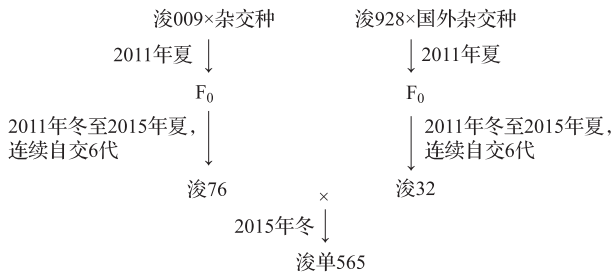 浚009×杂交种 浚928×国外杂交种
2011年夏 2011年夏
F₀ F₀
2011年冬至2015年夏， 2011年冬至2015年夏，
连续自交6代 连续自交6代
浚76 × 浚32
2015年冬
浚单565